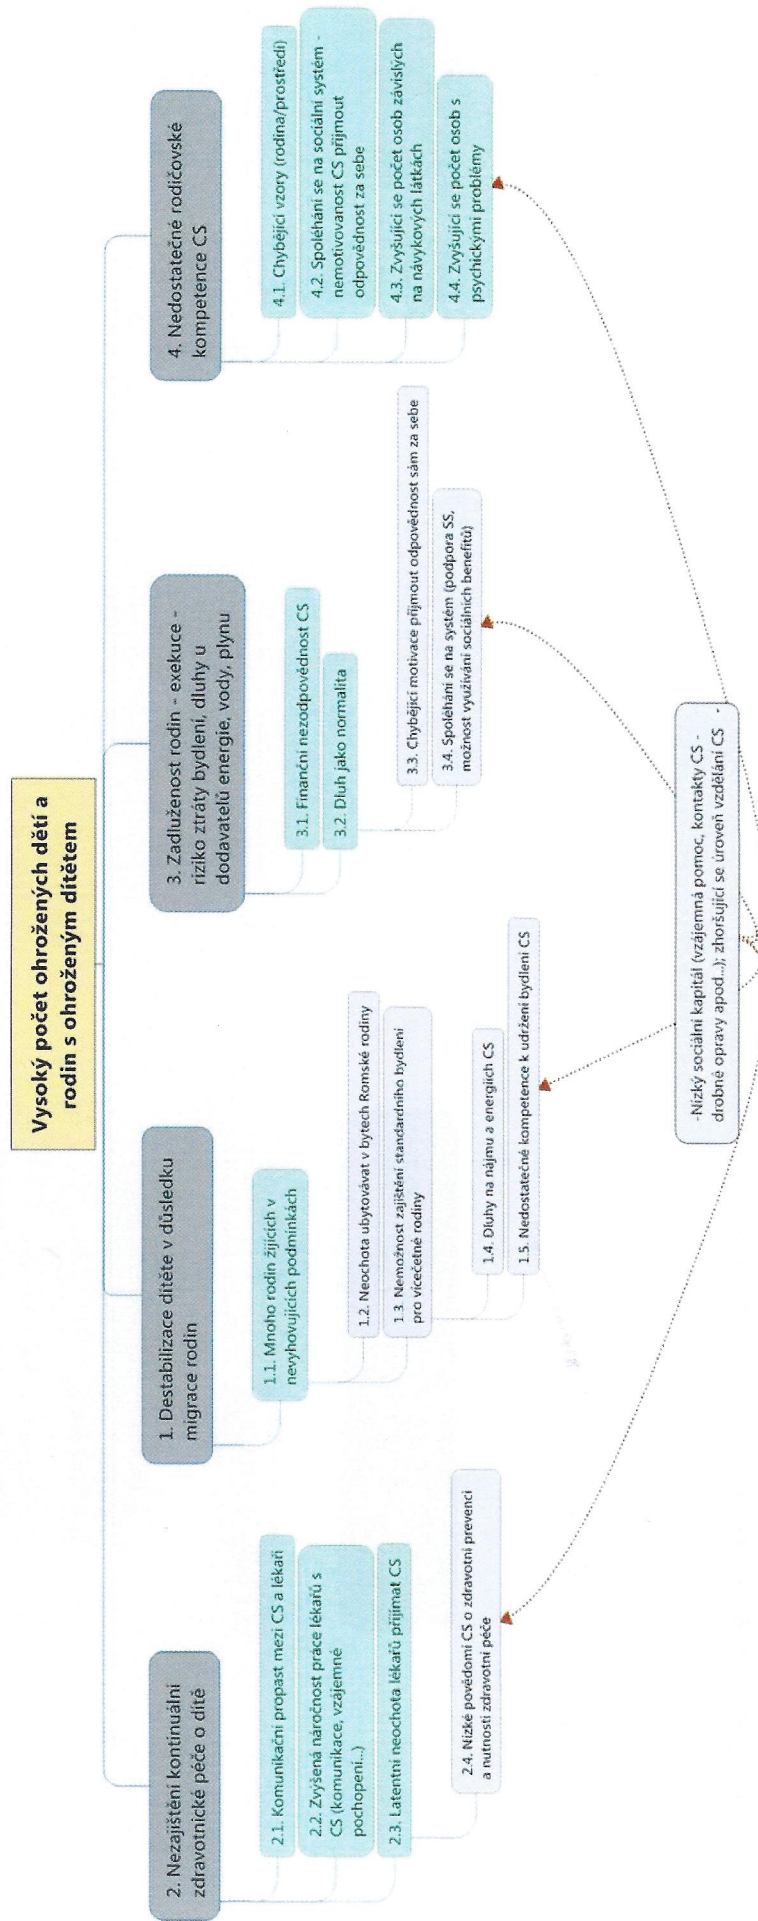 Vysoký počet ohrožených dětí a
rodin s ohroženým dítětem
2. Nezajištění kontinuální
zdravotnické péče o dítě
2.1. Komunikační propast mezi CS a lékaři
2.2. Zvýšená náročnost práce lékařů s
CS (komunikace, vzájemné
pochopení...)
2.3. Latentní neochota lékařů přijímat CS
2.4. Nízké povědomí CS o zdravotní prevenci
a nutnosti zdravotní péče
1. Destabilizace dítěte v důsledku
migrace rodin
1.1. Mnoho rodin žijících v
nevyhovujících podmínkách
1.2. Neochota ubytovávat v bytech Romské rodiny
1.3. Nemožnost zajištění standardního bydlení
pro vícečetné rodiny
1.4. Dluhy na nájmu a energiích CS
1.5. Nedostatečné kompetence k udržení bydlení CS
3. Zadluženost rodin - exekuce -
riziko ztráty bydlení, dluhy u
dodavatelů energie, vody, plynu
3.1. Finanční nezodpovědnost CS
3.2. Dluh jako normalita
3.3. Chybějící motivace přijmout odpovědnost sám za sebe
3.4. Spoléhání se na systém (podpora SS,
možnost využívání sociálních benefitů)
4. Nedostatečné rodičovské
kompetence CS
4.1. Chybějící vzory (rodina/prostředí)
4.2. Spoléhání se na sociální systém -
nemotivovanost CS přijmout
odpovědnost za sebe
4.3. Zvyšující se počet osob závislých
na návykových látkách
4.4. Zvyšující se počet osob s
psychickými problémy
-Nízký sociální kapitál (vzájemná pomoc, kontakty CS -
drobné opravy apod...); zhoršující se úroveň vzdělání CS -